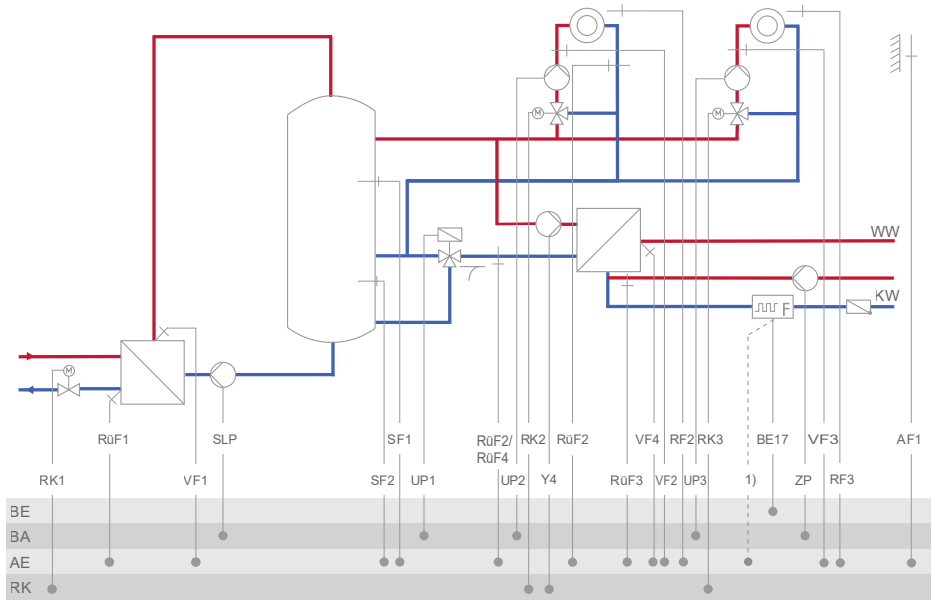 M
M
WW
KW
F
M
RüF1
SLP
SF1
RüF2/
RüF4
RK2
RüF2
VF4
RF2
RK3
BE17
VF3
AF1
RK1
VF1
SF2
UP1
UP2
Y4
RüF3
VF2
UP3
1)
ZP
RF3
BE
BA
AE
RK